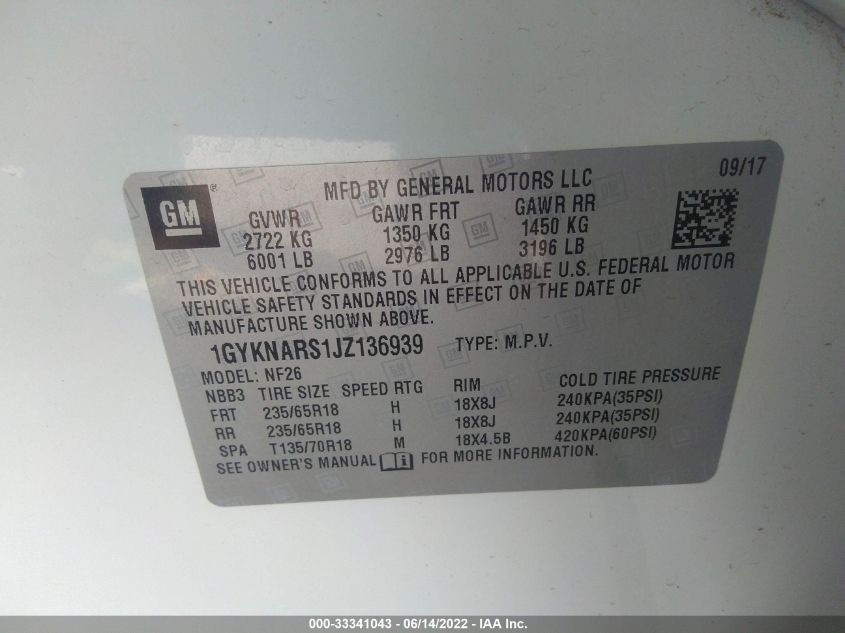 09/17
MFD BY GENERAL MOTORS LLC
GM®
GVWR GAWR FRT GAWR RR
2722 KG 1350 KG 1450 KG
6001 LB 2976 LB 3196 LB
THIS VEHICLE CONFORMS TO ALL APPLICABLE U.S. FEDERAL MOTOR
VEHICLE SAFETY STANDARDS IN EFFECT ON THE DATE OF
MANUFACTURE SHOWN ABOVE.
1GYKNARS1JZ136939 TYPE: M.P.V.
MODEL: NF26
NBB3 TIRE SIZE SPEED RTG RIM COLD TIRE PRESSURE
FRT 235/65R18 H 18X8J 240KPA(35PSI)
RR 235/65R18 H 18X8J 240KPA(35PSI)
SPA T135/70R18 M 18X4.5B 420KPA(60PSI)
SEE OWNER'S MANUAL FOR MORE INFORMATION.
000-33341043 - 06/14/2022 - IAA Inc.